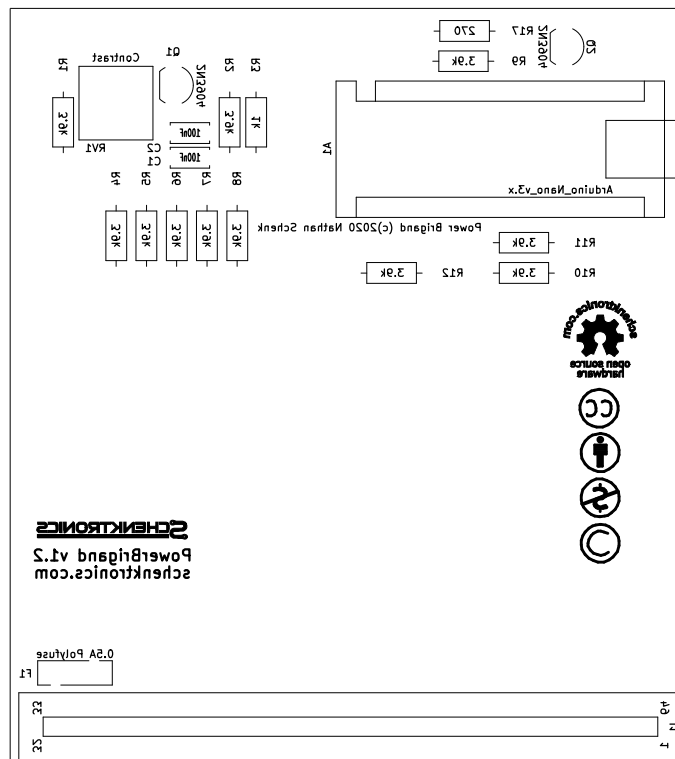 270
R17
2N3904
Q2
3.9k
R9
R1
Contrast
Q1
2N3904
R2
R3
3.9k
RV1
100nF
C2
100nF
C1
3.9k
1k
A1
Arduino_Nano_v3.x
R4
R5
R6
R7
R8
3.9k
3.9k
3.9k
3.9k
3.9k
Power Brigand (c)2020 Nathan Schenk
3.9k
R11
3.9k
R12
3.9k
R10
schenktronics.com
open source
hardware
CC
$
C
SCHENKTRONICS
PowerBrigand v1.2
schenktronics.com
0.5A Polyfuse
F1
33
64
32
1